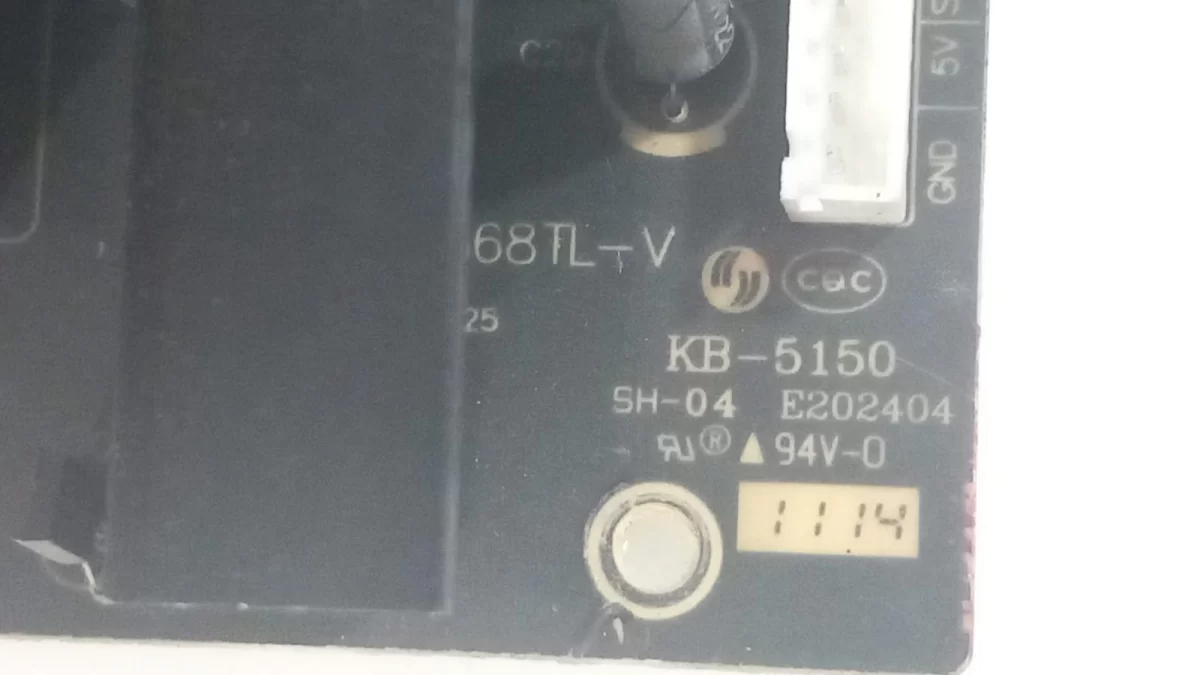 5V
GND
68TL-V
CQC
25
KB-5150
SH-04 E202404
® 94V-0
1114